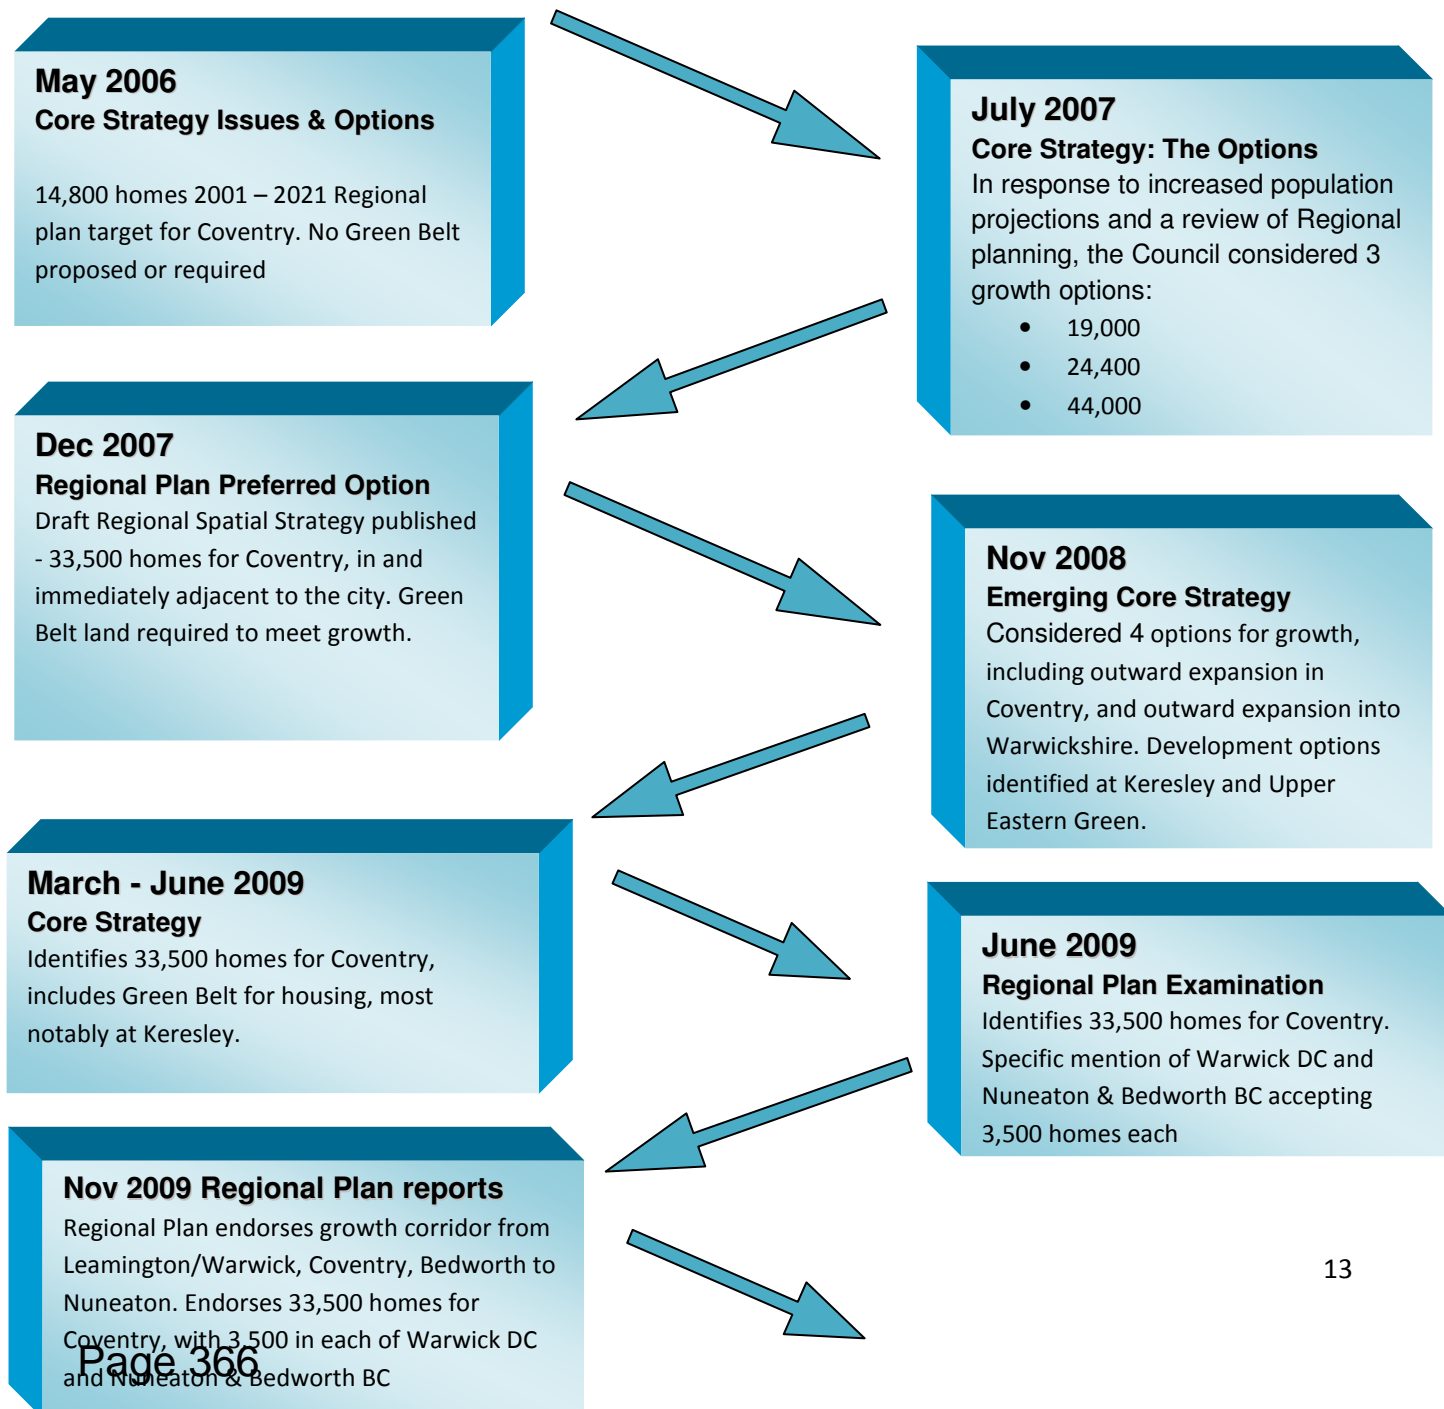 May 2006
Core Strategy Issues & Options
14,800 homes 2001 – 2021 Regional
plan target for Coventry. No Green Belt
proposed or required
July 2007
Core Strategy: The Options
In response to increased population
projections and a review of Regional
planning, the Council considered 3
growth options:
• 19,000
• 24,400
• 44,000
Dec 2007
Regional Plan Preferred Option
Draft Regional Spatial Strategy published
- 33,500 homes for Coventry, in and
immediately adjacent to the city. Green
Belt land required to meet growth.
Nov 2008
Emerging Core Strategy
Considered 4 options for growth,
including outward expansion in
Coventry, and outward expansion into
Warwickshire. Development options
identified at Keresley and Upper
Eastern Green.
March - June 2009
Core Strategy
Identifies 33,500 homes for Coventry,
includes Green Belt for housing, most
notably at Keresley.
June 2009
Regional Plan Examination
Identifies 33,500 homes for Coventry.
Specific mention of Warwick DC and
Nuneaton & Bedworth BC accepting
3,500 homes each
Nov 2009 Regional Plan reports
Regional Plan endorses growth corridor from
Leamington/Warwick, Coventry, Bedworth to
Nuneaton. Endorses 33,500 homes for
Coventry, with 3,500 in each of Warwick DC
and Nuneaton & Bedworth BC
13
Page 366